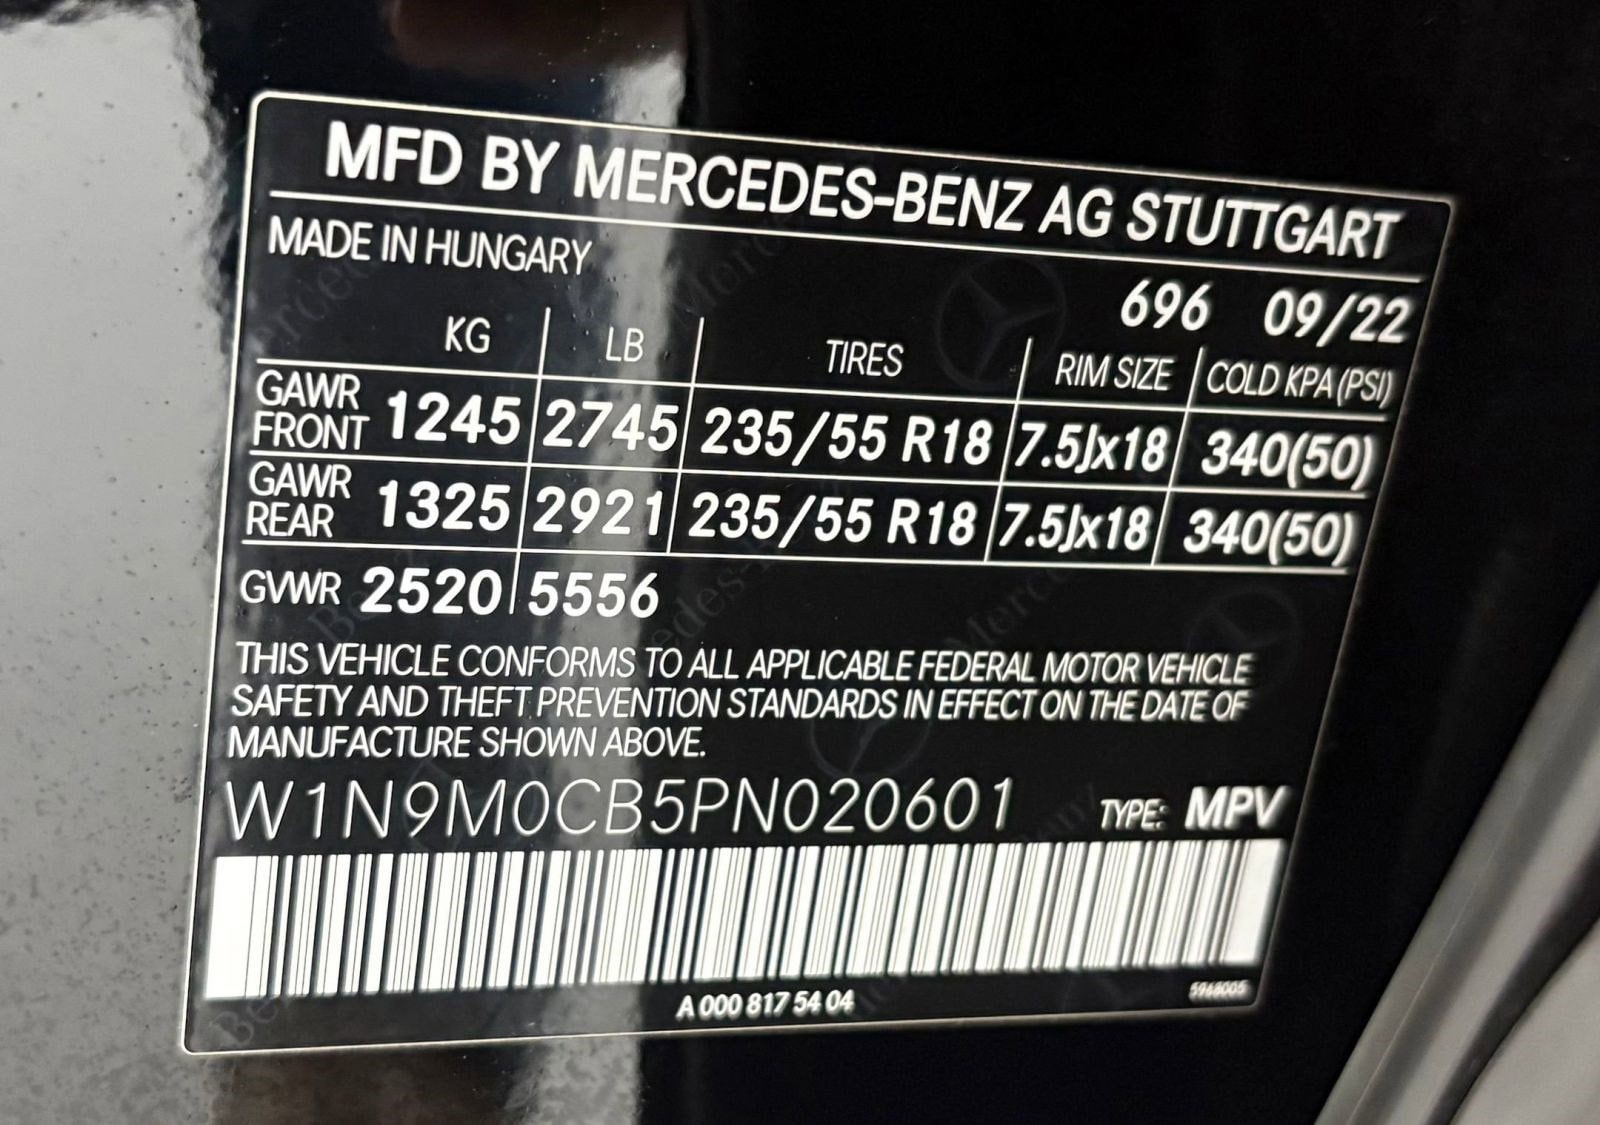 MFD BY MERCEDES-BENZ AG STUTTGART
MADE IN HUNGARY
696 09/22
KG LB TIRES RIM SIZE COLD KPA (PSI)
GAWR FRONT 1245 2745 235/55 R18 7.5Jx18 340(50)
GAWR REAR 1325 2921 235/55 R18 7.5Jx18 340(50)
GVWR 2520 5556
THIS VEHICLE CONFORMS TO ALL APPLICABLE FEDERAL MOTOR VEHICLE
SAFETY AND THEFT PREVENTION STANDARDS IN EFFECT ON THE DATE OF
MANUFACTURE SHOWN ABOVE.
W1N9M0CB5PN020601 TYPE: MPV
A 000 817 54 04
5968005